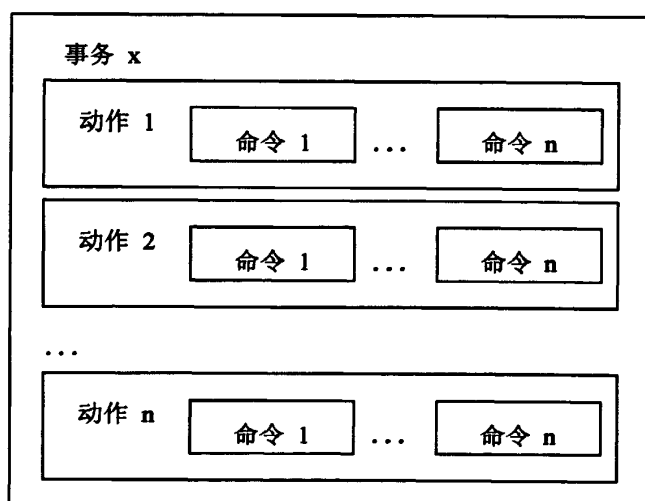 事务 x
动作 1 命令 1 ... 命令 n
动作 2 命令 1 ... 命令 n
...
动作 n 命令 1 ... 命令 n